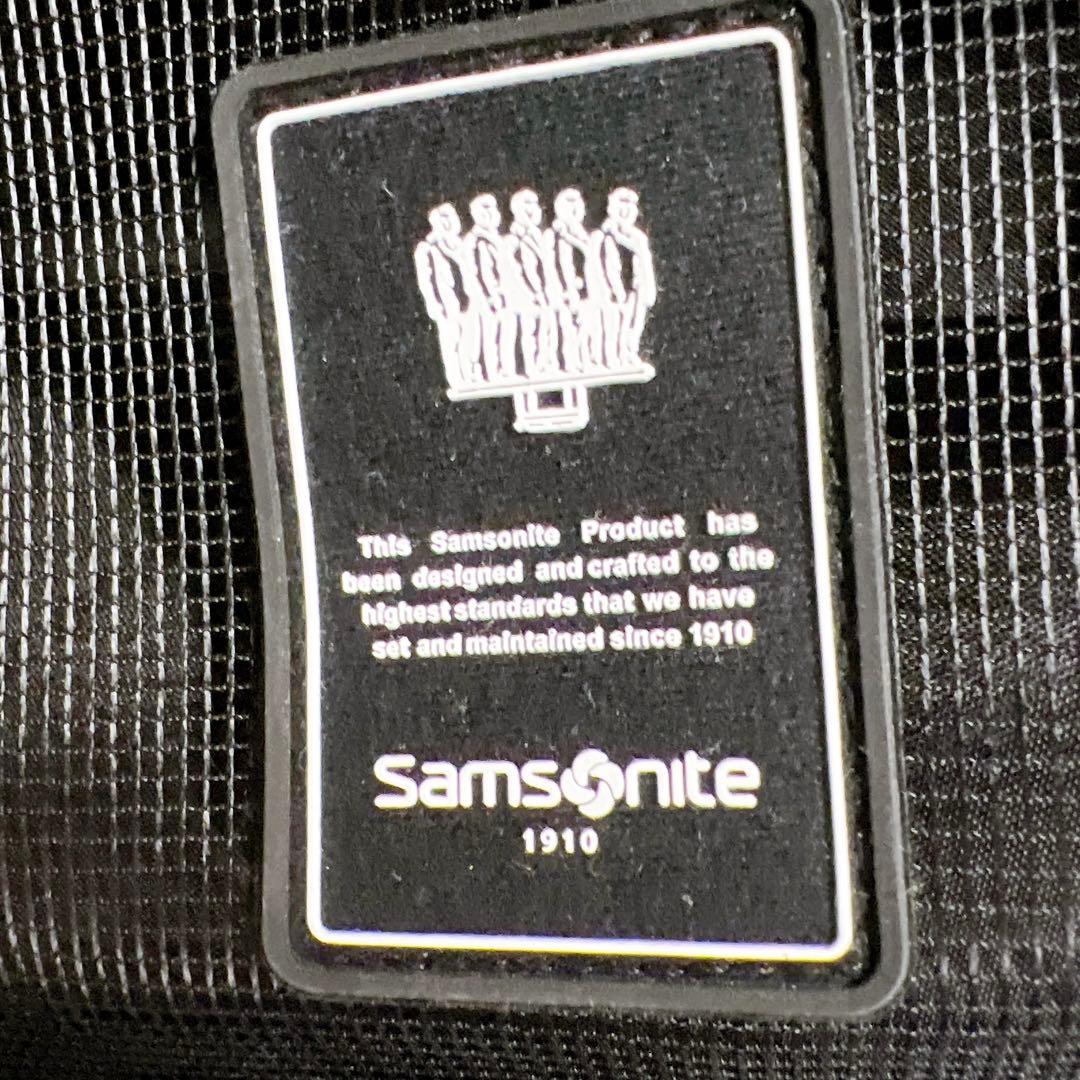 This Samsonite Product has
been designed and crafted to the
highest standards that we have
set and maintained since 1910
Samsonite
1910